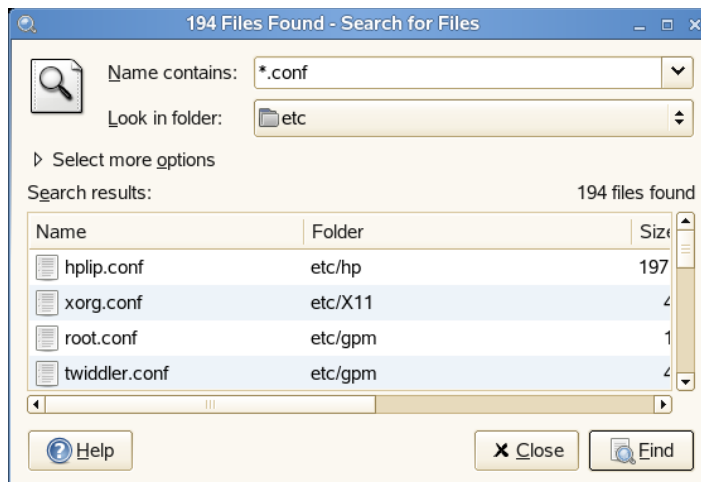 194 Files Found - Search for Files
Name contains: *.conf
Look in folder: etc
Select more options
Search results: 194 files found
Name Folder Size
hplip.conf etc/hp 197
xorg.conf etc/X11
root.conf etc/gpm
twiddler.conf etc/gpm
Help Close Find